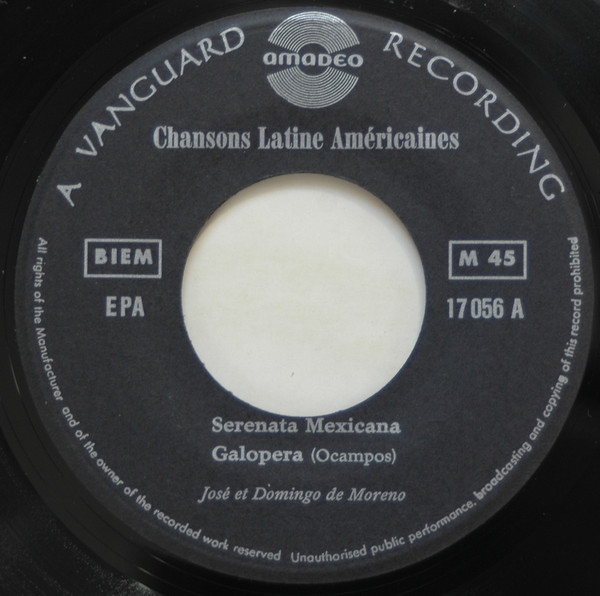 A VANGUARD RECORDING
amadeo
Chansons Latine Américaines
BIEM
M 45
EPA
17 056 A
Serenata Mexicana
Galopera (Ocampos)
José et Domingo de Moreno
All rights of the Manufacturer and of the owner of the recorded work reserved Unauthorised public performance, broadcasting and copying of this record prohibited